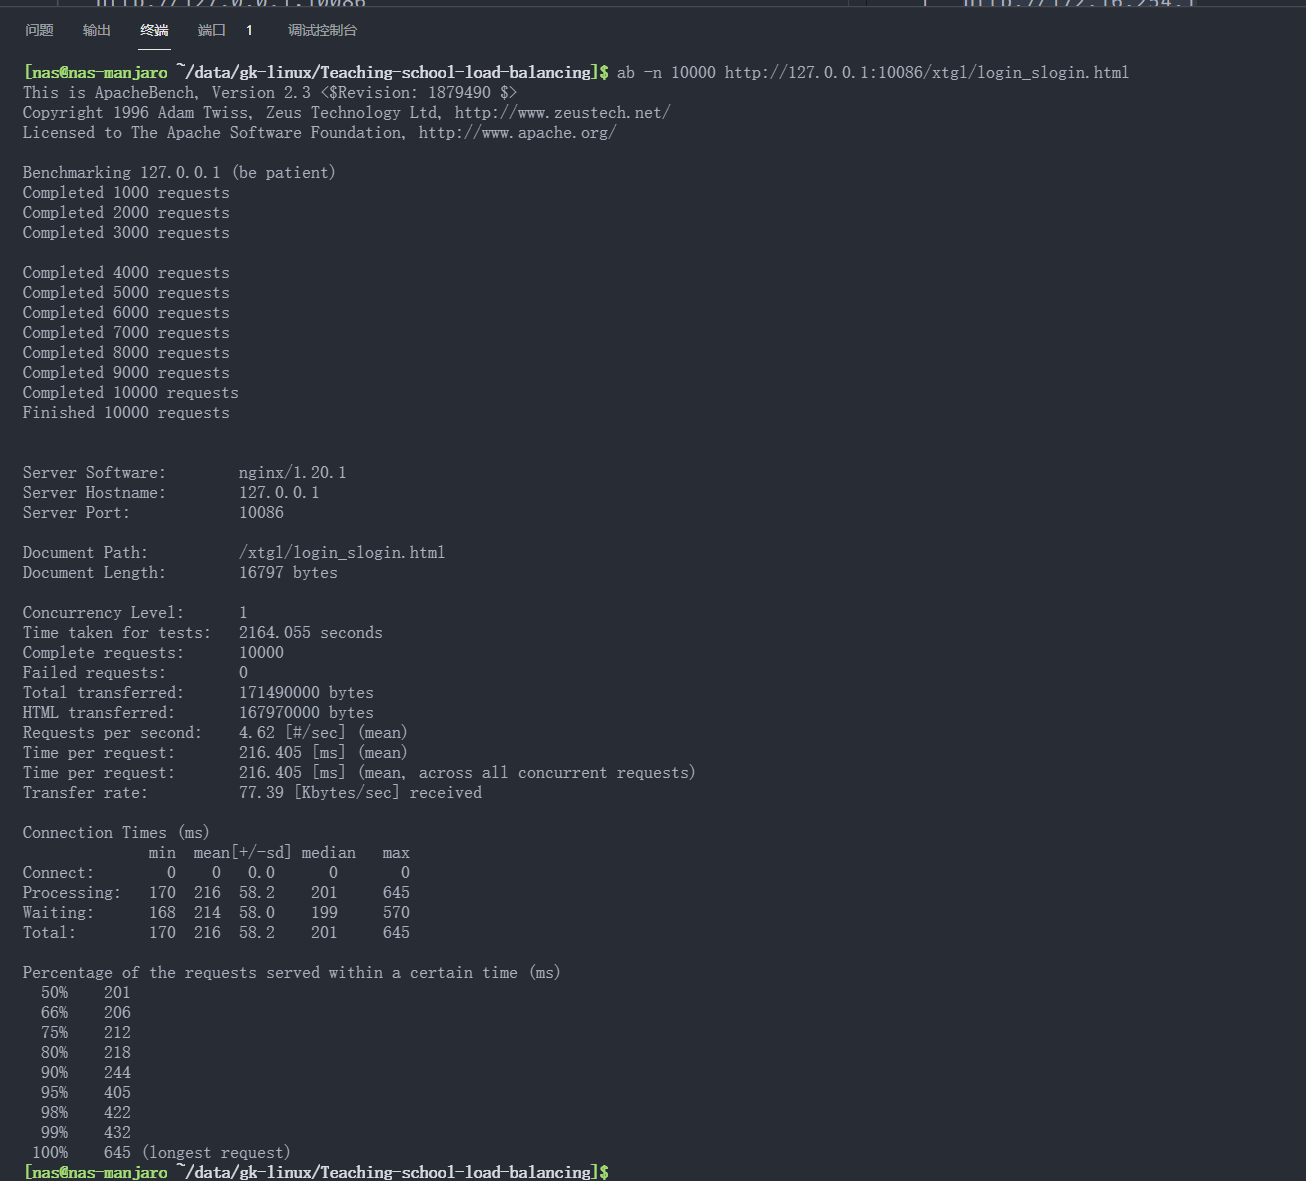 问题 输出 终端 端口 1 调试控制台
[nas@nas-manjaro ~/data/gk-linux/Teaching-school-load-balancing]$ ab -n 10000 http://127.0.0.1:10086/xtgl/login_slogin.html
This is ApacheBench, Version 2.3 <$Revision: 1879490 $>
Copyright 1996 Adam Twiss, Zeus Technology Ltd, http://www.zeustech.net/
Licensed to The Apache Software Foundation, http://www.apache.org/
Benchmarking 127.0.0.1 (be patient)
Completed 1000 requests
Completed 2000 requests
Completed 3000 requests
Completed 4000 requests
Completed 5000 requests
Completed 6000 requests
Completed 7000 requests
Completed 8000 requests
Completed 9000 requests
Completed 10000 requests
Finished 10000 requests
Server Software: nginx/1.20.1
Server Hostname: 127.0.0.1
Server Port: 10086
Document Path: /xtgl/login_slogin.html
Document Length: 16797 bytes
Concurrency Level: 1
Time taken for tests: 2164.055 seconds
Complete requests: 10000
Failed requests: 0
Total transferred: 171490000 bytes
HTML transferred: 167970000 bytes
Requests per second: 4.62 [#/sec] (mean)
Time per request: 216.405 [ms] (mean)
Time per request: 216.405 [ms] (mean, across all concurrent requests)
Transfer rate: 77.39 [Kbytes/sec] received
Connection Times (ms)
min mean[+/-sd] median max
Connect: 0 0 0.0 0 0
Processing: 170 216 58.2 201 645
Waiting: 168 214 58.0 199 570
Total: 170 216 58.2 201 645
Percentage of the requests served within a certain time (ms)
50% 201
66% 206
75% 212
80% 218
90% 244
95% 405
98% 422
99% 432
100% 645 (longest request)
[nas@nas-manjaro ~/data/gk-linux/Teaching-school-load-balancing]$